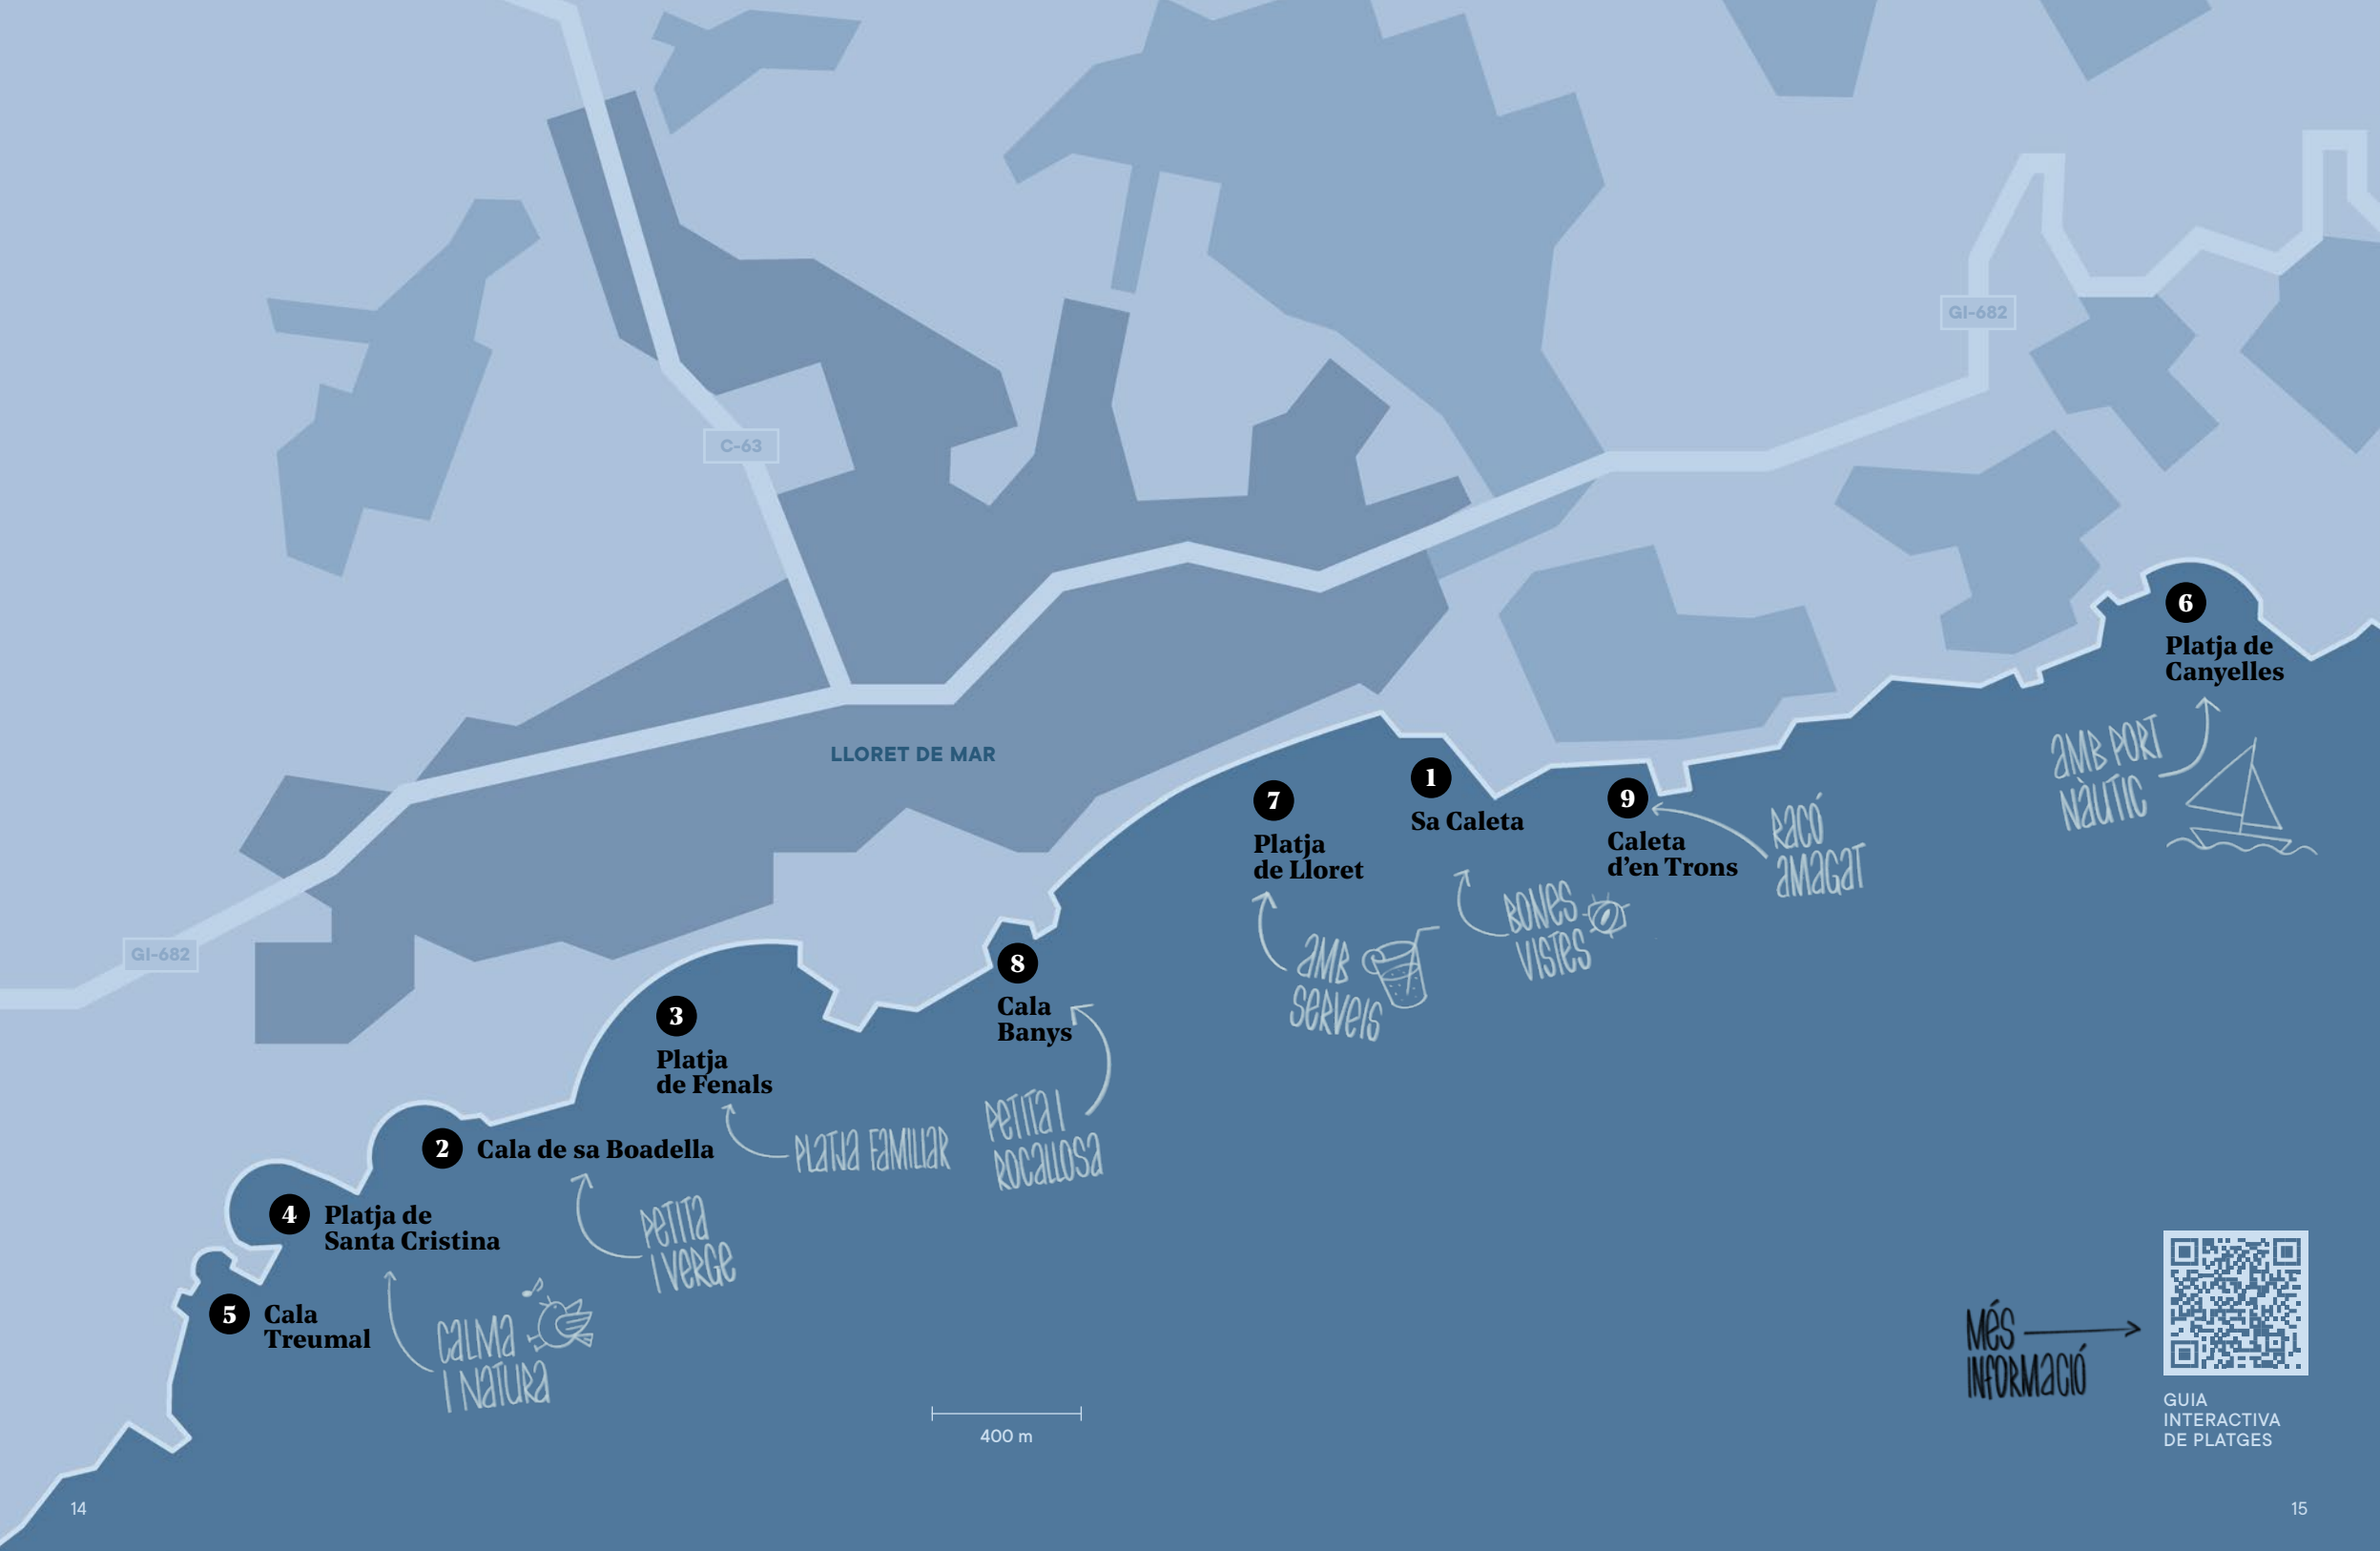 GI-682
C-63
LLORET DE MAR
GI-682
6
Platja de
Canyelles
AMB PORT
NÀUTIC
1
Sa Caleta
BONES
VISTES
7
Platja
de Lloret
AMB
SERVEIS
9
Caleta
d’en Trons
RACÓ
AMAGAT
8
Cala
Banys
PETITA I
ROCALLOSA
3
Platja
de Fenals
PLATJA FAMILIAR
2
Cala de sa Boadella
PETITA
I VERGE
4
Platja de
Santa Cristina
CALMA
I NATURA
5
Cala
Treumal
400 m
MÉS
INFORMACIÓ
GUIA
INTERACTIVA
DE PLATGES
14
15